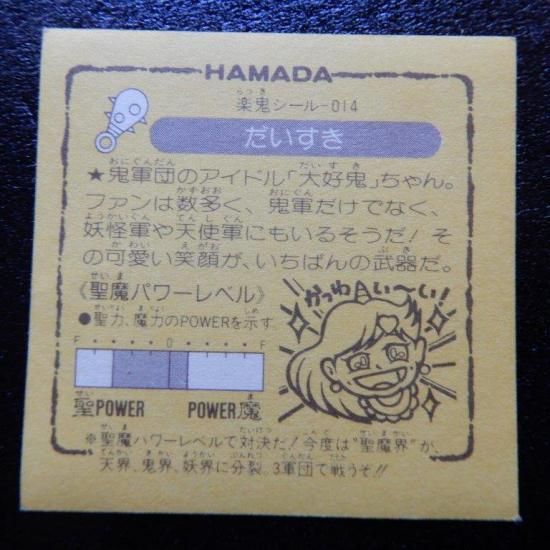 HAMADA
楽鬼シール-014
だいすき
★鬼軍団のアイドル「大好鬼」ちゃん。
ファンは数多く、鬼軍だけでなく、
妖怪軍や天使軍にもいるそうだ!そ
の可愛い笑顔が、いちばんの武器だ。
《聖魔パワーレベル》
●聖力、魔力のPOWERを示す。
かっわAい〜い!
F 0 F
聖POWER POWER魔
※聖魔パワーレベルで対決だ!今度は"聖魔界"が、
天界、鬼界、妖界に分裂。3軍団で戦うぞ!!